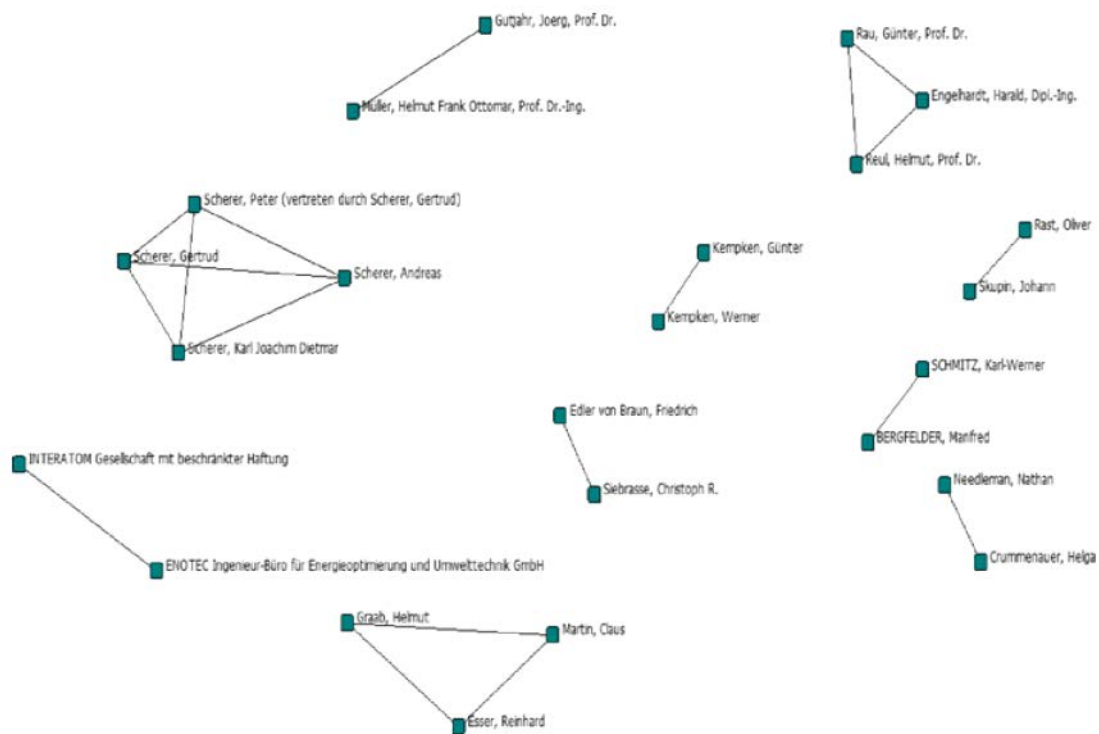 Gutjahr, Joerg, Prof. Dr.
Rau, Günter, Prof. Dr.
Engelhardt, Harald, Dipl.-Ing.
Müller, Helmut Frank Ottomar, Prof. Dr.-Ing.
Reul, Helmut, Prof. Dr.
Scherer, Peter (vertreten durch Scherer, Gertrud)
Rast, Oliver
Kempken, Günter
Scherer, Gertrud
Scherer, Andreas
Skupin, Johann
Kempken, Werner
Scherer, Karl Joachim Dietmar
SCHMITZ, Karl-Werner
Edler von Braun, Friedrich
BERGFELDER, Manfred
INTERATOM Gesellschaft mit beschränkter Haftung
Needleman, Nathan
Siebrasse, Christoph R.
Crummenauer, Helga
ENOTEC Ingenieur-Büro für Energieoptimierung und Umwelttechnik GmbH
Graab, Helmut
Martin, Claus
Esser, Reinhard